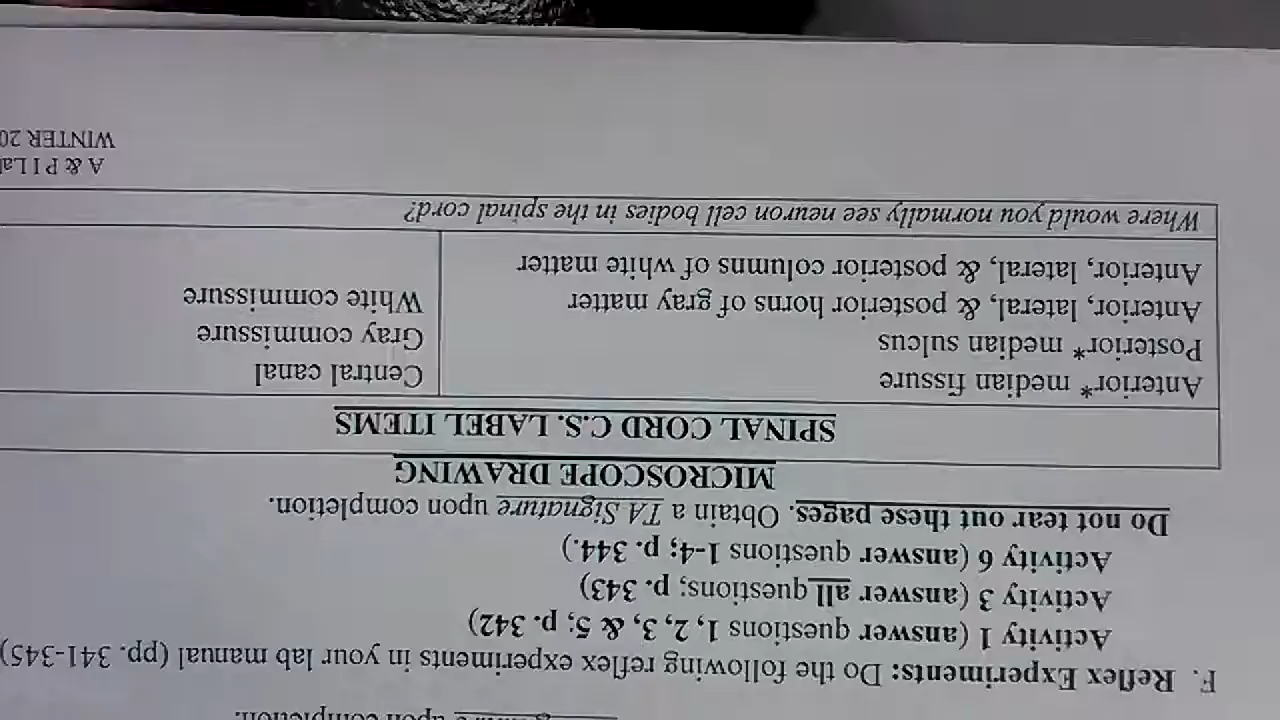 upon completion.
F. Reflex Experiments: Do the following reflex experiments in your lab manual (pp. 341-345)
Activity 1 (answer questions 1, 2, 3, & 5; p. 342)
Activity 3 (answer all questions; p. 343)
Activity 6 (answer questions 1-4; p. 344.)
Do not tear out these pages. Obtain a TA Signature upon completion.
MICROSCOPE DRAWING
SPINAL CORD C.S. LABEL ITEMS
Anterior* median fissure
Posterior* median sulcus
Anterior, lateral, & posterior horns of gray matter
Anterior, lateral, & posterior columns of white matter
Central canal
Gray commissure
White commissure
Where would you normally see neuron cell bodies in the spinal cord?
A & P I La
WINTER 20